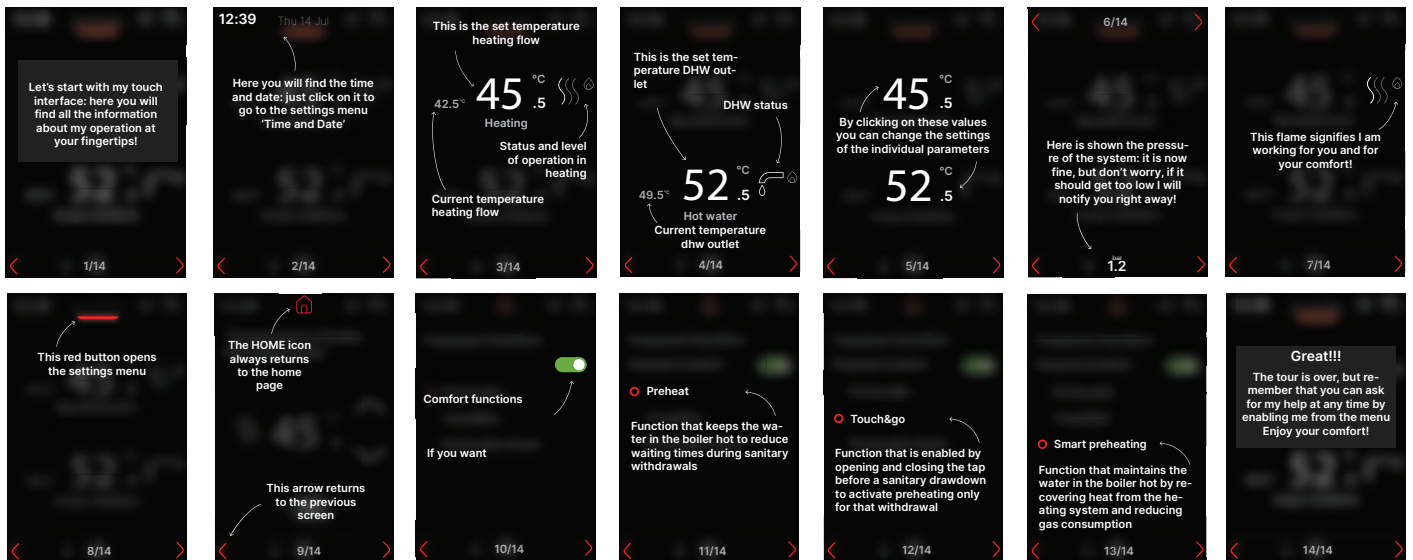 Let's start with my touch
interface: here you will
find all the information
about my operation at
your fingertips!
1/14
12:39
Thu 14 Jul
Here you will find the time
and date: just click on it to
go to the settings menu
'Time and Date'
2/14
This is the set temperature
heating flow
42.5°C
45
°C
.5
Heating
Status and level
of operation in
heating
Current temperature
heating flow
3/14
This is the set tem-
perature DHW out-
let
DHW status
49.5°C
52
°C
.5
Hot water
Current temperature
dhw outlet
4/14
45
°C
.5
By clicking on these values
you can change the settings
of the individual parameters
52
°C
.5
5/14
6/14
Here is shown the pressu-
re of the system: it is now
fine, but don't worry, if it
should get too low I will
notify you right away!
bar
1.2
This flame signifies I am
working for you and for
your comfort!
7/14
This red button opens
the settings menu
8/14
The HOME icon
always returns
to the home
page
This arrow returns
to the previous
screen
9/14
Comfort functions
If you want
10/14
Preheat
Function that keeps the wa-
ter in the boiler hot to reduce
waiting times during sanitary
withdrawals
11/14
Touch&go
Function that is enabled by
opening and closing the tap
before a sanitary drawdown
to activate preheating only
for that withdrawal
12/14
Smart preheating
Function that maintains the
water in the boiler hot by re-
covering heat from the he-
ating system and reducing
gas consumption
13/14
Great!!!
The tour is over, but re-
member that you can ask
for my help at any time by
enabling me from the menu
Enjoy your comfort!
52
14/14